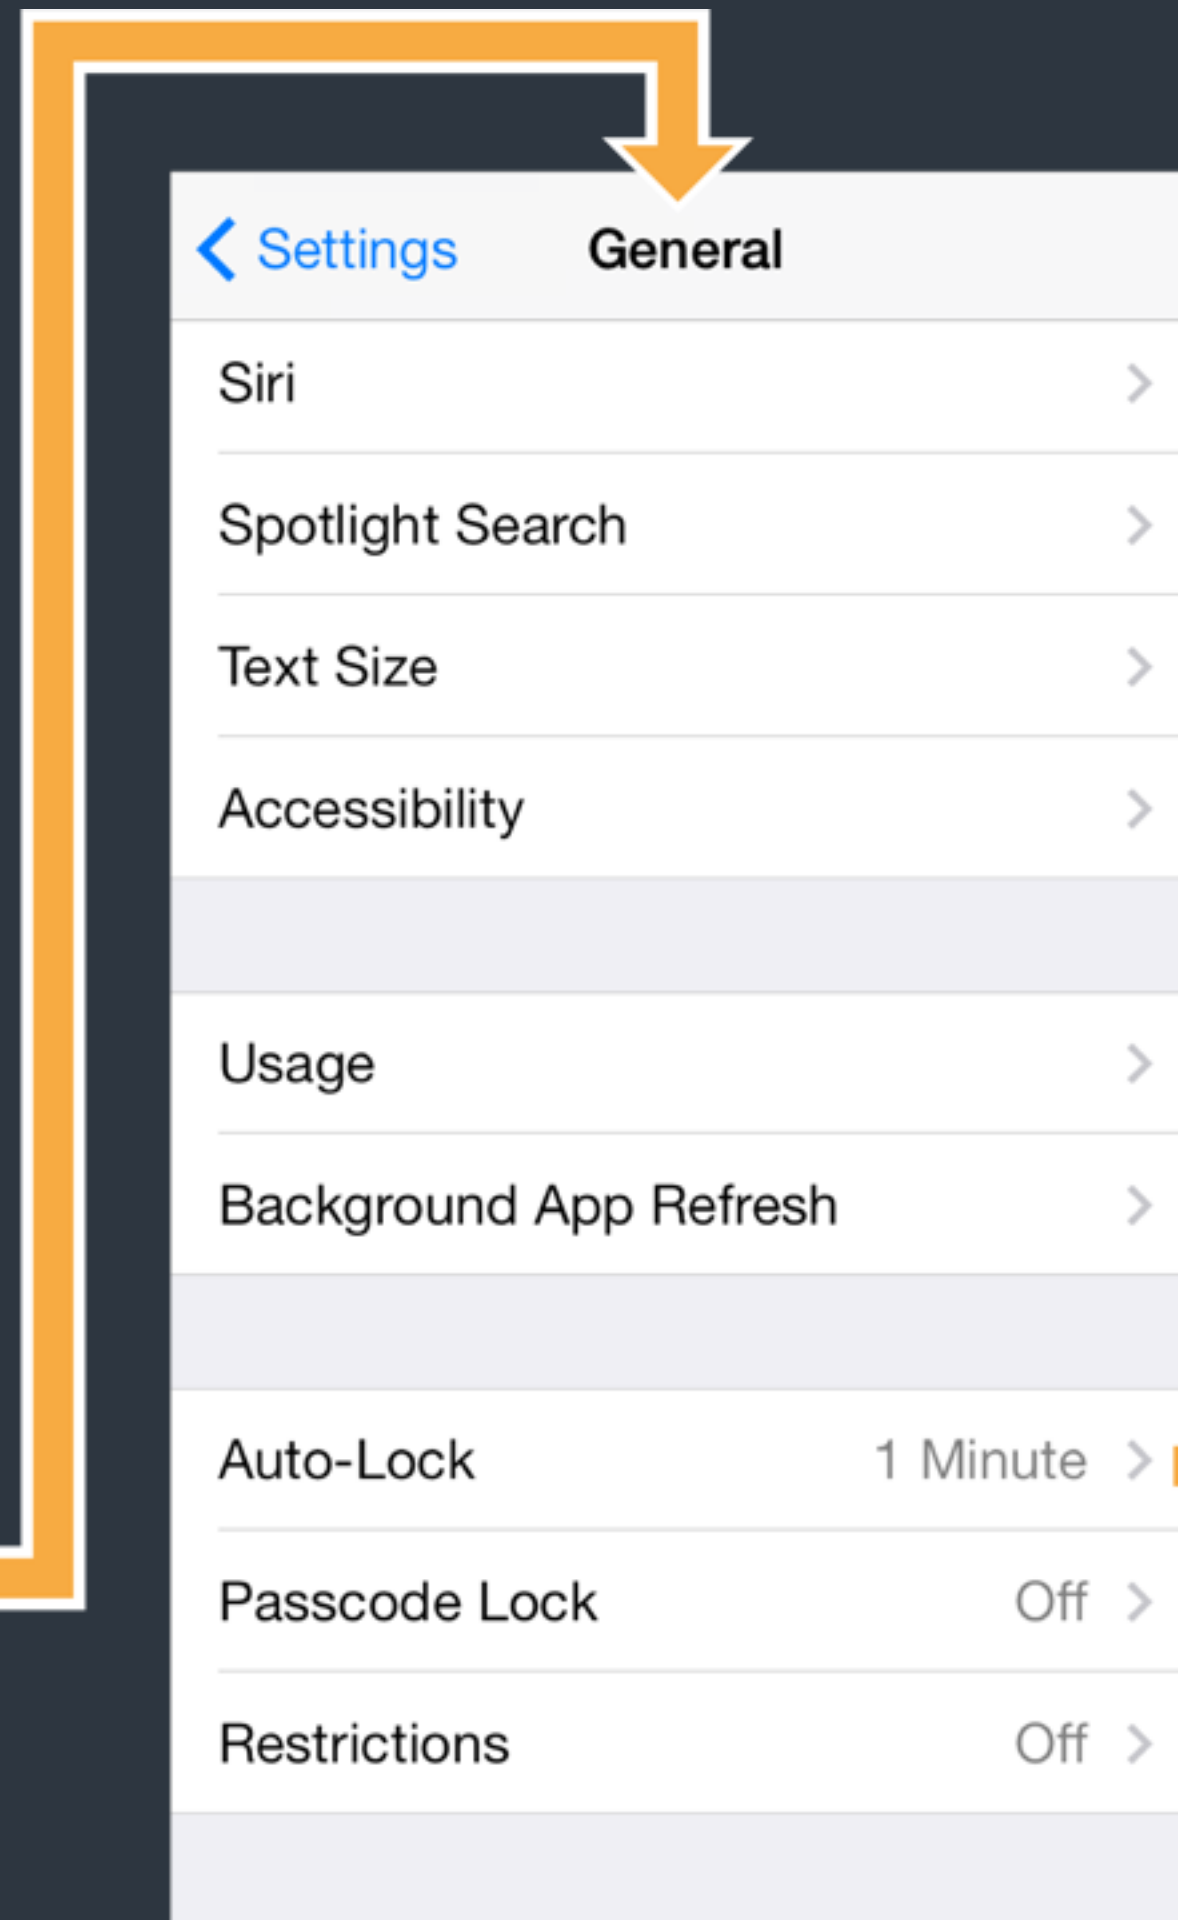 Settings General
Siri
Spotlight Search
Text Size
Accessibility
Usage
Background App Refresh
Auto-Lock 1 Minute
Passcode Lock Off
Restrictions Off